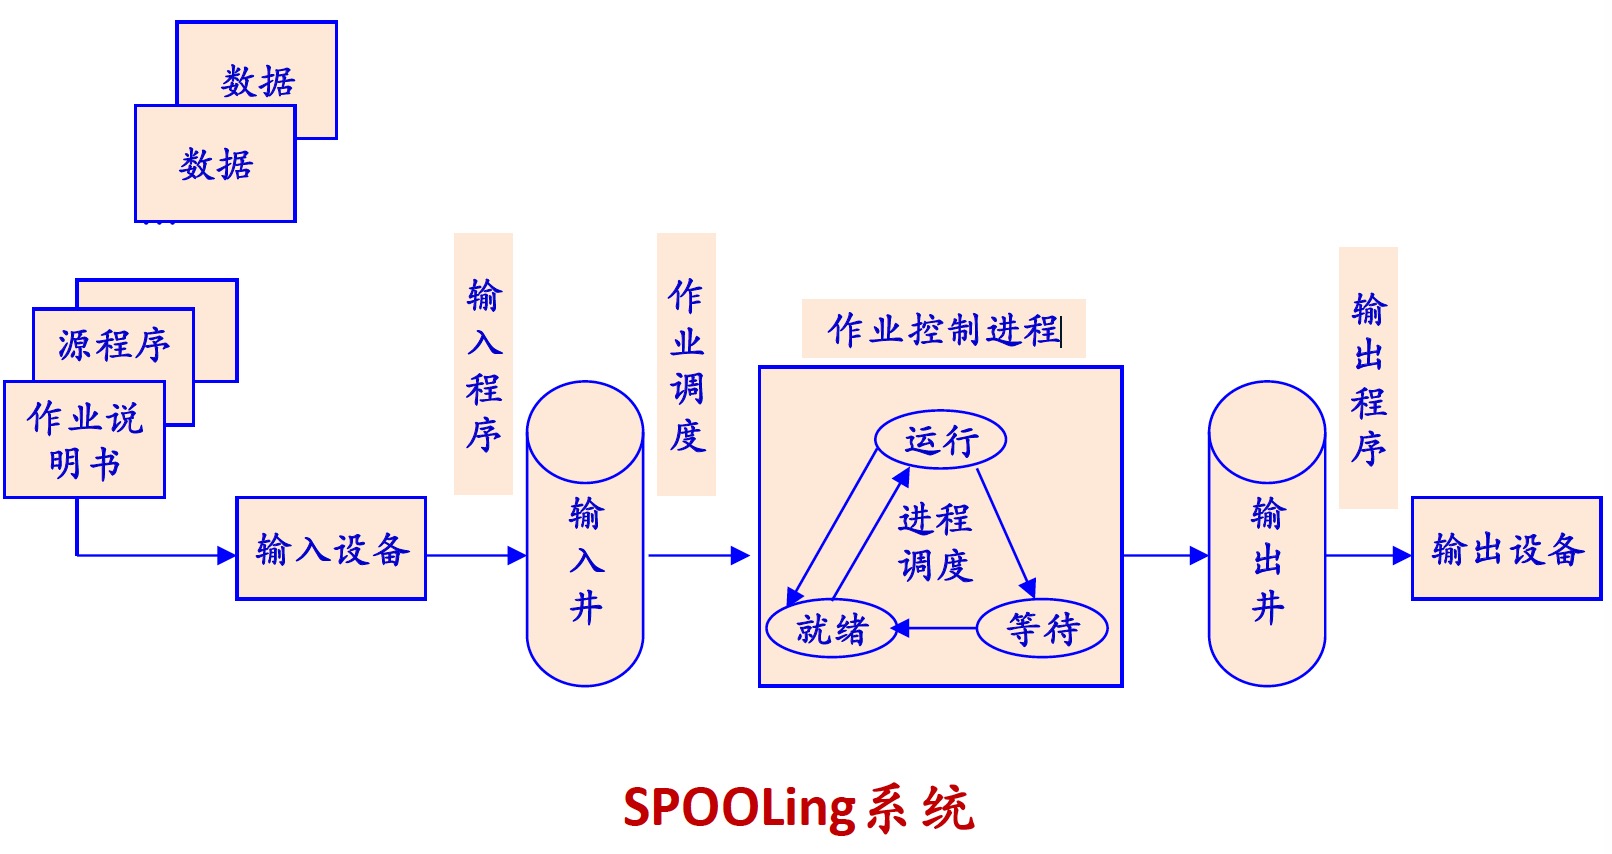 数据
数据
...
源程序
作业说
明书
输入设备
输入程序
输入井
作业调度
作业控制进程
运行
进程
调度
就绪
等待
输出井
输出程序
输出设备
SPOOLing系统